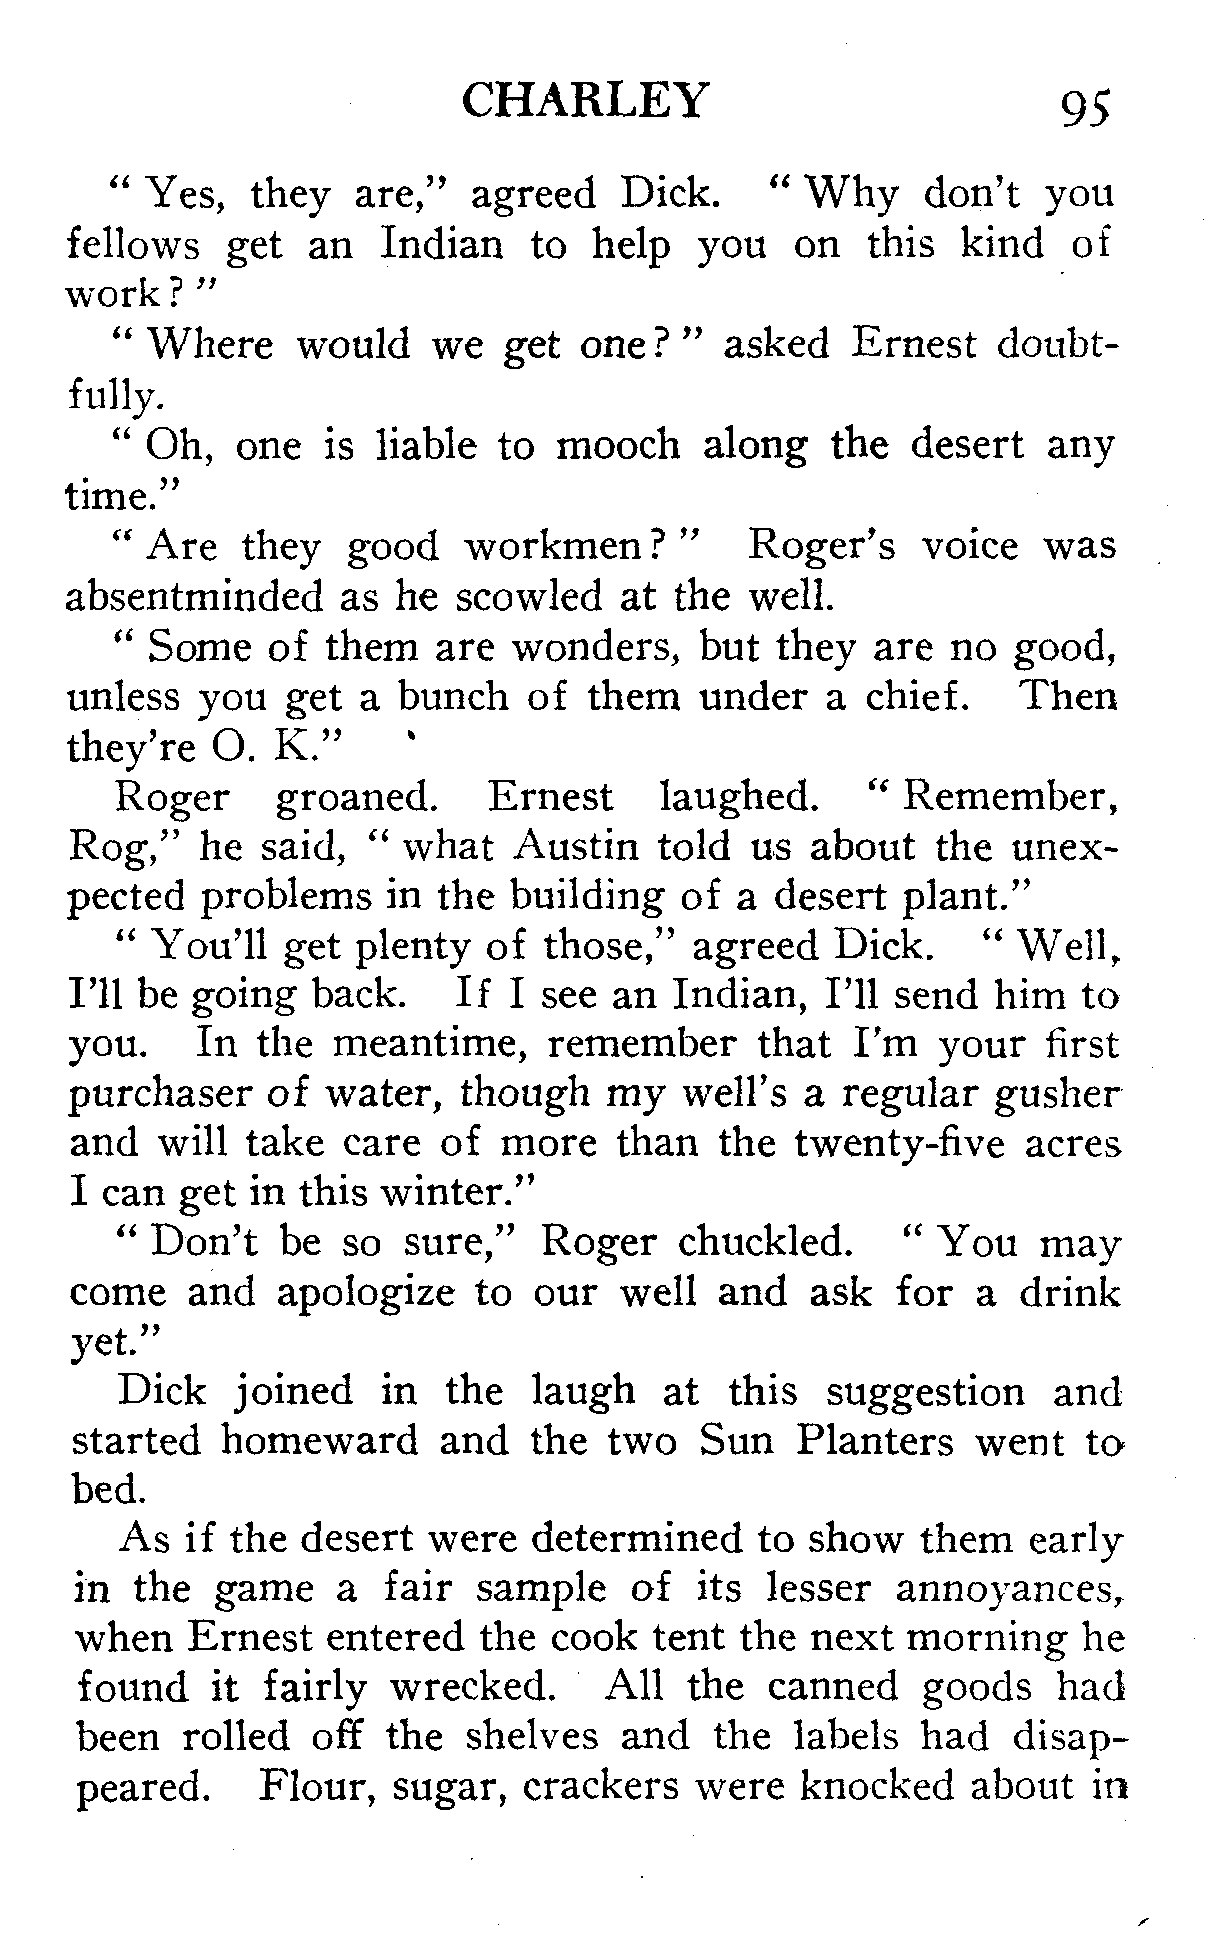 CHARLEY 95
" Yes, they are," agreed Dick. " Why don't you
fellows get an Indian to help you on this kind of
work? "
" Where would we get one? " asked Ernest doubt-
fully.
" Oh, one is liable to mooch along the desert any
time."
" Are they good workmen? " Roger's voice was
absentminded as he scowled at the well.
" Some of them are wonders, but they are no good,
unless you get a bunch of them under a chief. Then
they're O. K."
Roger groaned. Ernest laughed. " Remember,
Rog," he said, " what Austin told us about the unex-
pected problems in the building of a desert plant."
" You'll get plenty of those," agreed Dick. " Well,
I'll be going back. If I see an Indian, I'll send him to
you. In the meantime, remember that I'm your first
purchaser of water, though my well's a regular gusher
and will take care of more than the twenty-five acres
I can get in this winter."
" Don't be so sure," Roger chuckled. " You may
come and apologize to our well and ask for a drink
yet."
Dick joined in the laugh at this suggestion and
started homeward and the two Sun Planters went to
bed.
As if the desert were determined to show them early
in the game a fair sample of its lesser annoyances,
when Ernest entered the cook tent the next morning he
found it fairly wrecked. All the canned goods had
been rolled off the shelves and the labels had disap-
peared. Flour, sugar, crackers were knocked about in